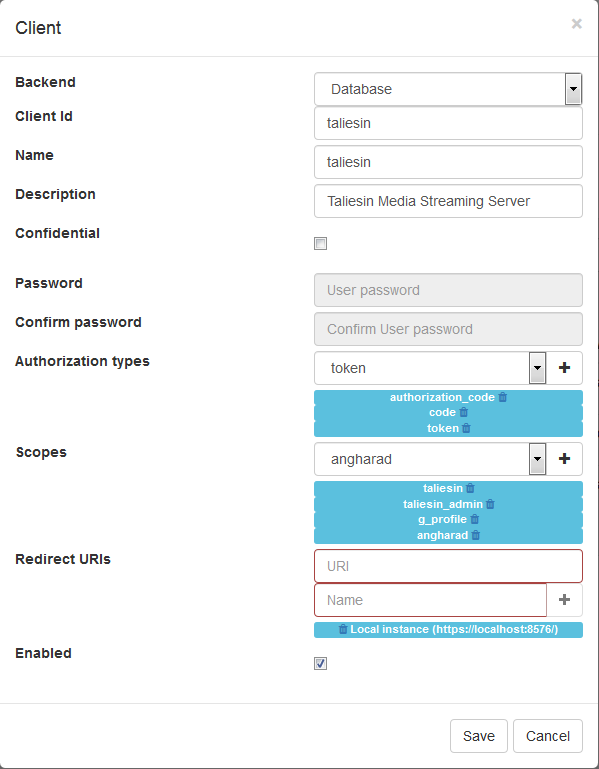 Client ×
Backend Database
Client Id taliesin
Name taliesin
Description Taliesin Media Streaming Server
Confidential
Password User password
Confirm password Confirm User password
Authorization types token +
authorization_code
code
token
Scopes angharad +
taliesin
taliesin_admin
g_profile
angharad
Redirect URIs URI
Name +
Local instance (https://localhost:8576/)
Enabled
Save Cancel